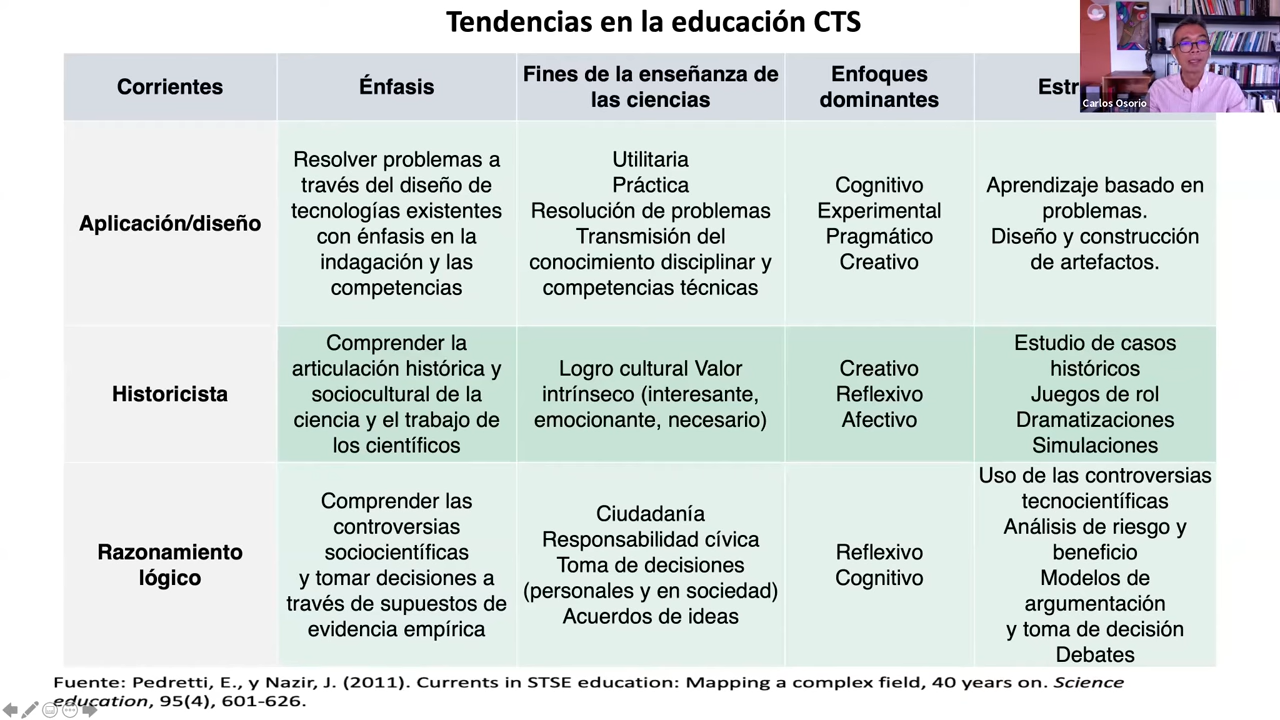 Tendencias en la educación CTS
Corrientes
Énfasis
Fines de la enseñanza de
las ciencias
Enfoques
dominantes
Carlos Osorio
Aplicación/diseño
Resolver problemas a
través del diseño de
tecnologías existentes
con énfasis en la
indagación y las
competencias
Utilitaria
Práctica
Resolución de problemas
Transmisión del
conocimiento disciplinar y
competencias técnicas
Cognitivo
Experimental
Pragmático
Creativo
Aprendizaje basado en
problemas.
Diseño y construcción
de artefactos.
Historicista
Comprender la
articulación histórica y
sociocultural de la
ciencia y el trabajo de
los científicos
Logro cultural Valor
intrínseco (interesante,
emocionante, necesario)
Creativo
Reflexivo
Afectivo
Estudio de casos
históricos
Juegos de rol
Dramatizaciones
Simulaciones
Razonamiento
lógico
Comprender las
controversias
sociocientíficas
y tomar decisiones a
través de supuestos de
evidencia empírica
Ciudadanía
Responsabilidad cívica
Toma de decisiones
(personales y en sociedad)
Acuerdos de ideas
Reflexivo
Cognitivo
Uso de las controversias
tecnocientíficas
Análisis de riesgo y
beneficio
Modelos de
argumentación
y toma de decisión
Debates
Fuente: Pedretti, E., y Nazir, J. (2011). Currents in STSE education: Mapping a complex field, 40 years on. Science
education, 95(4), 601-626.